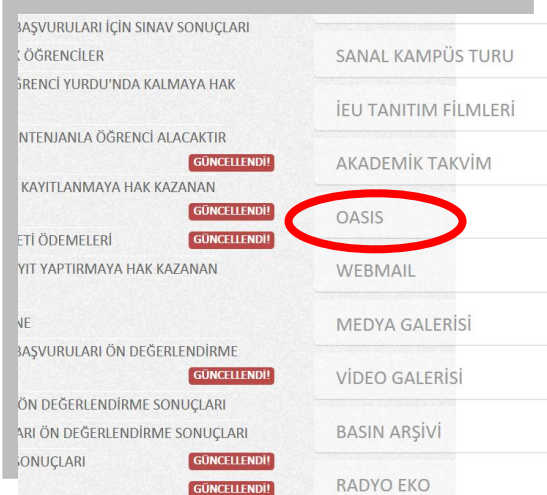 BAŞVURULARI İÇİN SINAV SONUÇLARI
ÖĞRENCİLER
YURDU'NDA KALMAYA HAK
NTENJANLA ÖĞRENCİ ALACAKTIR
GÜNCELLENDİ!
KAYITLANMAYA HAK KAZANAN
GÜNCELLENDİ!
ETİ ÖDEMELERİ GÜNCELLENDİ!
YIT YAPTIRMAYA HAK KAZANAN
NE
BAŞVURULARI ÖN DEĞERLENDİRME
GÜNCELLENDİ!
ÖN DEĞERLENDİRME SONUÇLARI
ARI ÖN DEĞERLENDİRME SONUÇLARI
SONUÇLARI GÜNCELLENDİ!
GÜNCELLENDİ!
SANAL KAMPÜS TURU
İEU TANITIM FİLMLERİ
AKADEMİK TAKVİM
OASIS
WEBMAIL
MEDYA GALERİSİ
VİDEO GALERİSİ
BASIN ARŞİVİ
RADYO EKO